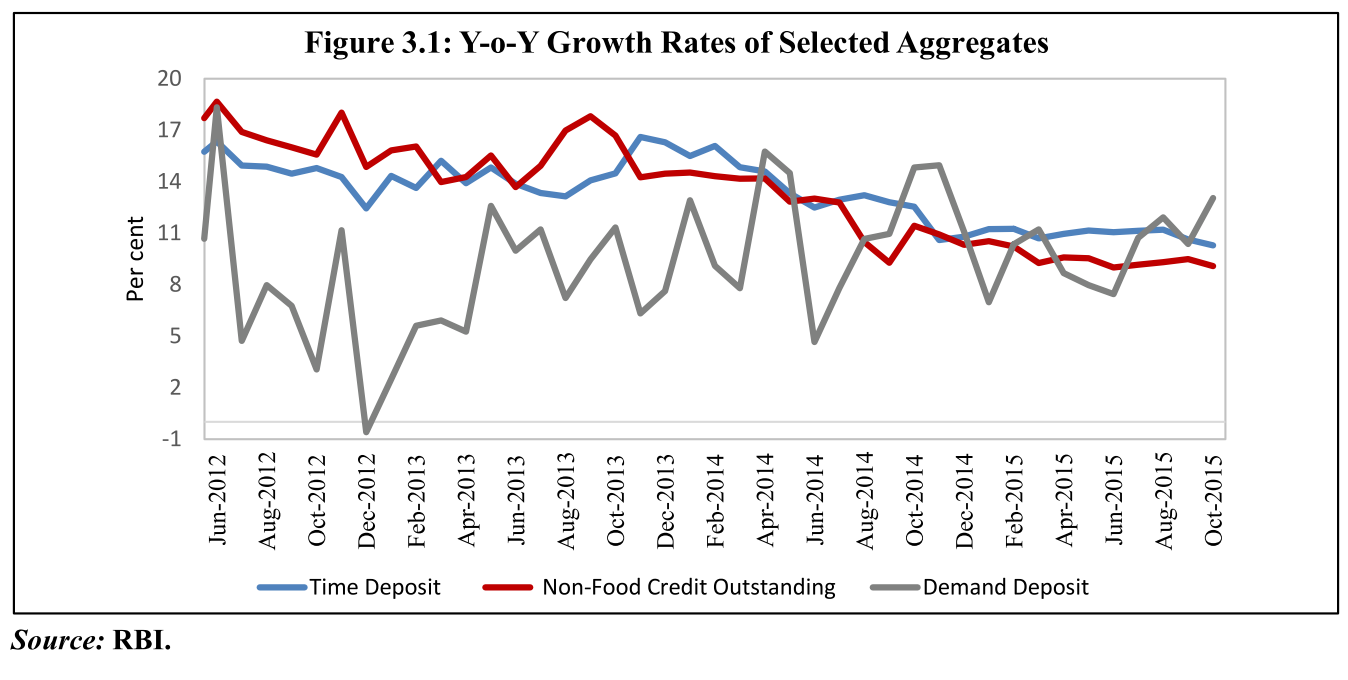 Figure 3.1: Y-o-Y Growth Rates of Selected Aggregates
20
17
14
11
8
5
2
-1
Per cent
Jun-2012
Aug-2012
Oct-2012
Dec-2012
Feb-2013
Apr-2013
Jun-2013
Aug-2013
Oct-2013
Dec-2013
Feb-2014
Apr-2014
Jun-2014
Aug-2014
Oct-2014
Dec-2014
Feb-2015
Apr-2015
Jun-2015
Aug-2015
Oct-2015
Time Deposit
Non-Food Credit Outstanding
Demand Deposit
Source: RBI.